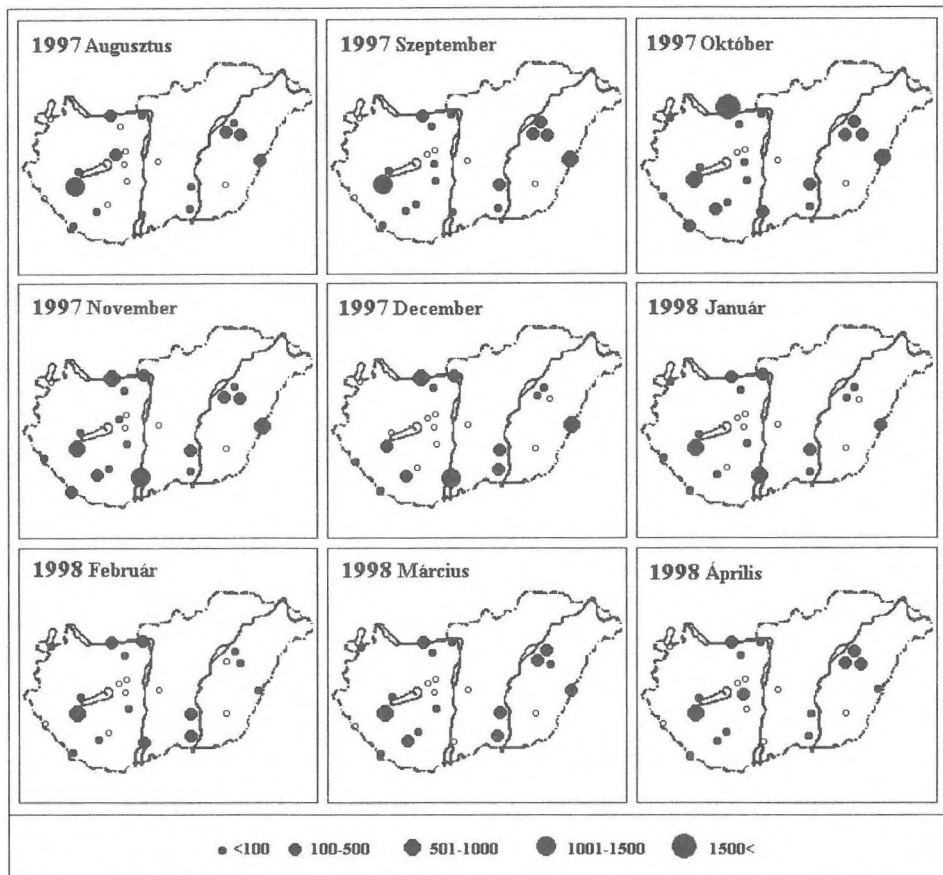 1997 Augusztus
1997 Szeptember
1997 Október
1997 November
1997 December
1998 Január
1998 Február
1998 Március
1998 Április
<100 100-500 501-1000 1001-1500 1500<